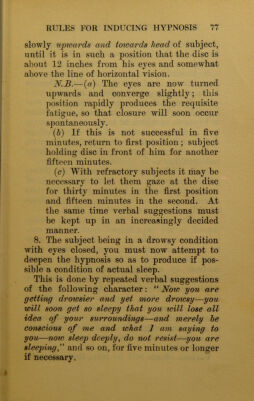 RULES FOR INDUCING HYPNOSIS 77
slowly upwards and towards head of subject,
until it is in such a position that the disc is
about 12 inches from his eyes and somewhat
above the line of horizontal vision.
N.B.—(a) The eyes are now turned
upwards and converge slightly; this
position rapidly produces the requisite
fatigue, so that closure will soon occur
spontaneously.
(b) If this is not successful in five
minutes, return to first position; subject
holding disc in front of him for another
fifteen minutes.
(c) With refractory subjects it may be
necessary to let them gaze at the disc
for thirty minutes in the first position
and fifteen minutes in the second. At
the same time verbal suggestions must
be kept up in an increasingly decided
manner.
8. The subject being in a drowsy condition
with eyes closed, you must now attempt to
deepen the hypnosis so as to produce if pos-
sible a condition of actual sleep.
This is done by repeated verbal suggestions
of the following character: "Now you are
getting drowsier and yet more drowsy—you
will soon get so sleepy that you will lose all
idea of your surroundings—and merely be
conscious of me and what I am saying to
you—now sleep deeply, do not resist—you are
sleeping," and so on, for five minutes or longer
if necessary.